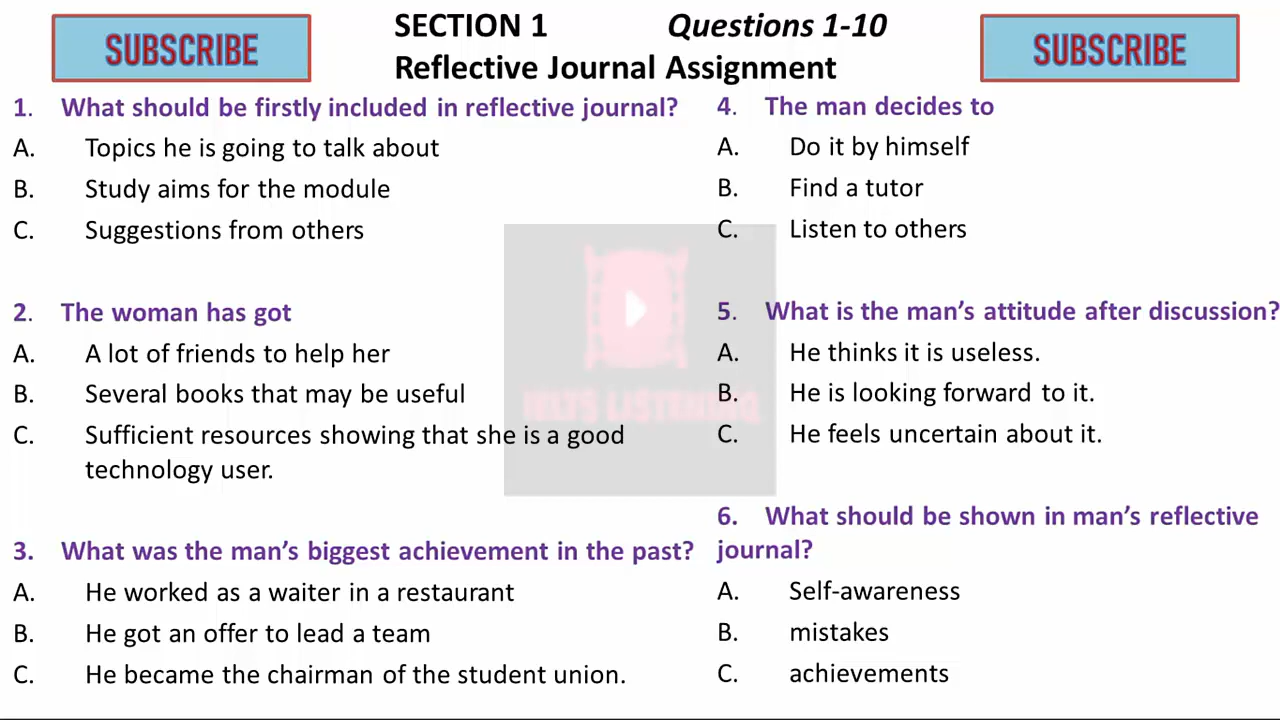 SUBSCRIBE
SECTION 1 Questions 1-10
Reflective Journal Assignment
SUBSCRIBE
1. What should be firstly included in reflective journal?
A. Topics he is going to talk about
B. Study aims for the module
C. Suggestions from others
2. The woman has got
A. A lot of friends to help her
B. Several books that may be useful
C. Sufficient resources showing that she is a good
technology user.
3. What was the man's biggest achievement in the past?
A. He worked as a waiter in a restaurant
B. He got an offer to lead a team
C. He became the chairman of the student union.
4. The man decides to
A. Do it by himself
B. Find a tutor
C. Listen to others
5. What is the man's attitude after discussion?
A. He thinks it is useless.
B. He is looking forward to it.
C. He feels uncertain about it.
6. What should be shown in man's reflective
journal?
A. Self-awareness
B. mistakes
C. achievements
IELTS LISTENING